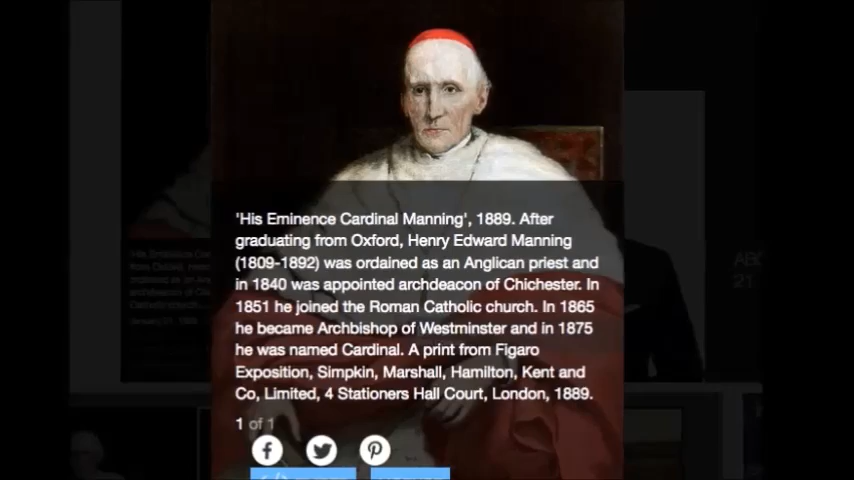 'His Eminence Cardinal Manning', 1889. After
graduating from Oxford, Henry Edward Manning
(1809-1892) was ordained as an Anglican priest and
in 1840 was appointed archdeacon of Chichester. In
1851 he joined the Roman Catholic church. In 1865
he became Archbishop of Westminster and in 1875
he was named Cardinal. A print from Figaro
Exposition, Simpkin, Marshall, Hamilton, Kent and
Co, Limited, 4 Stationers Hall Court, London, 1889.
1 of 1